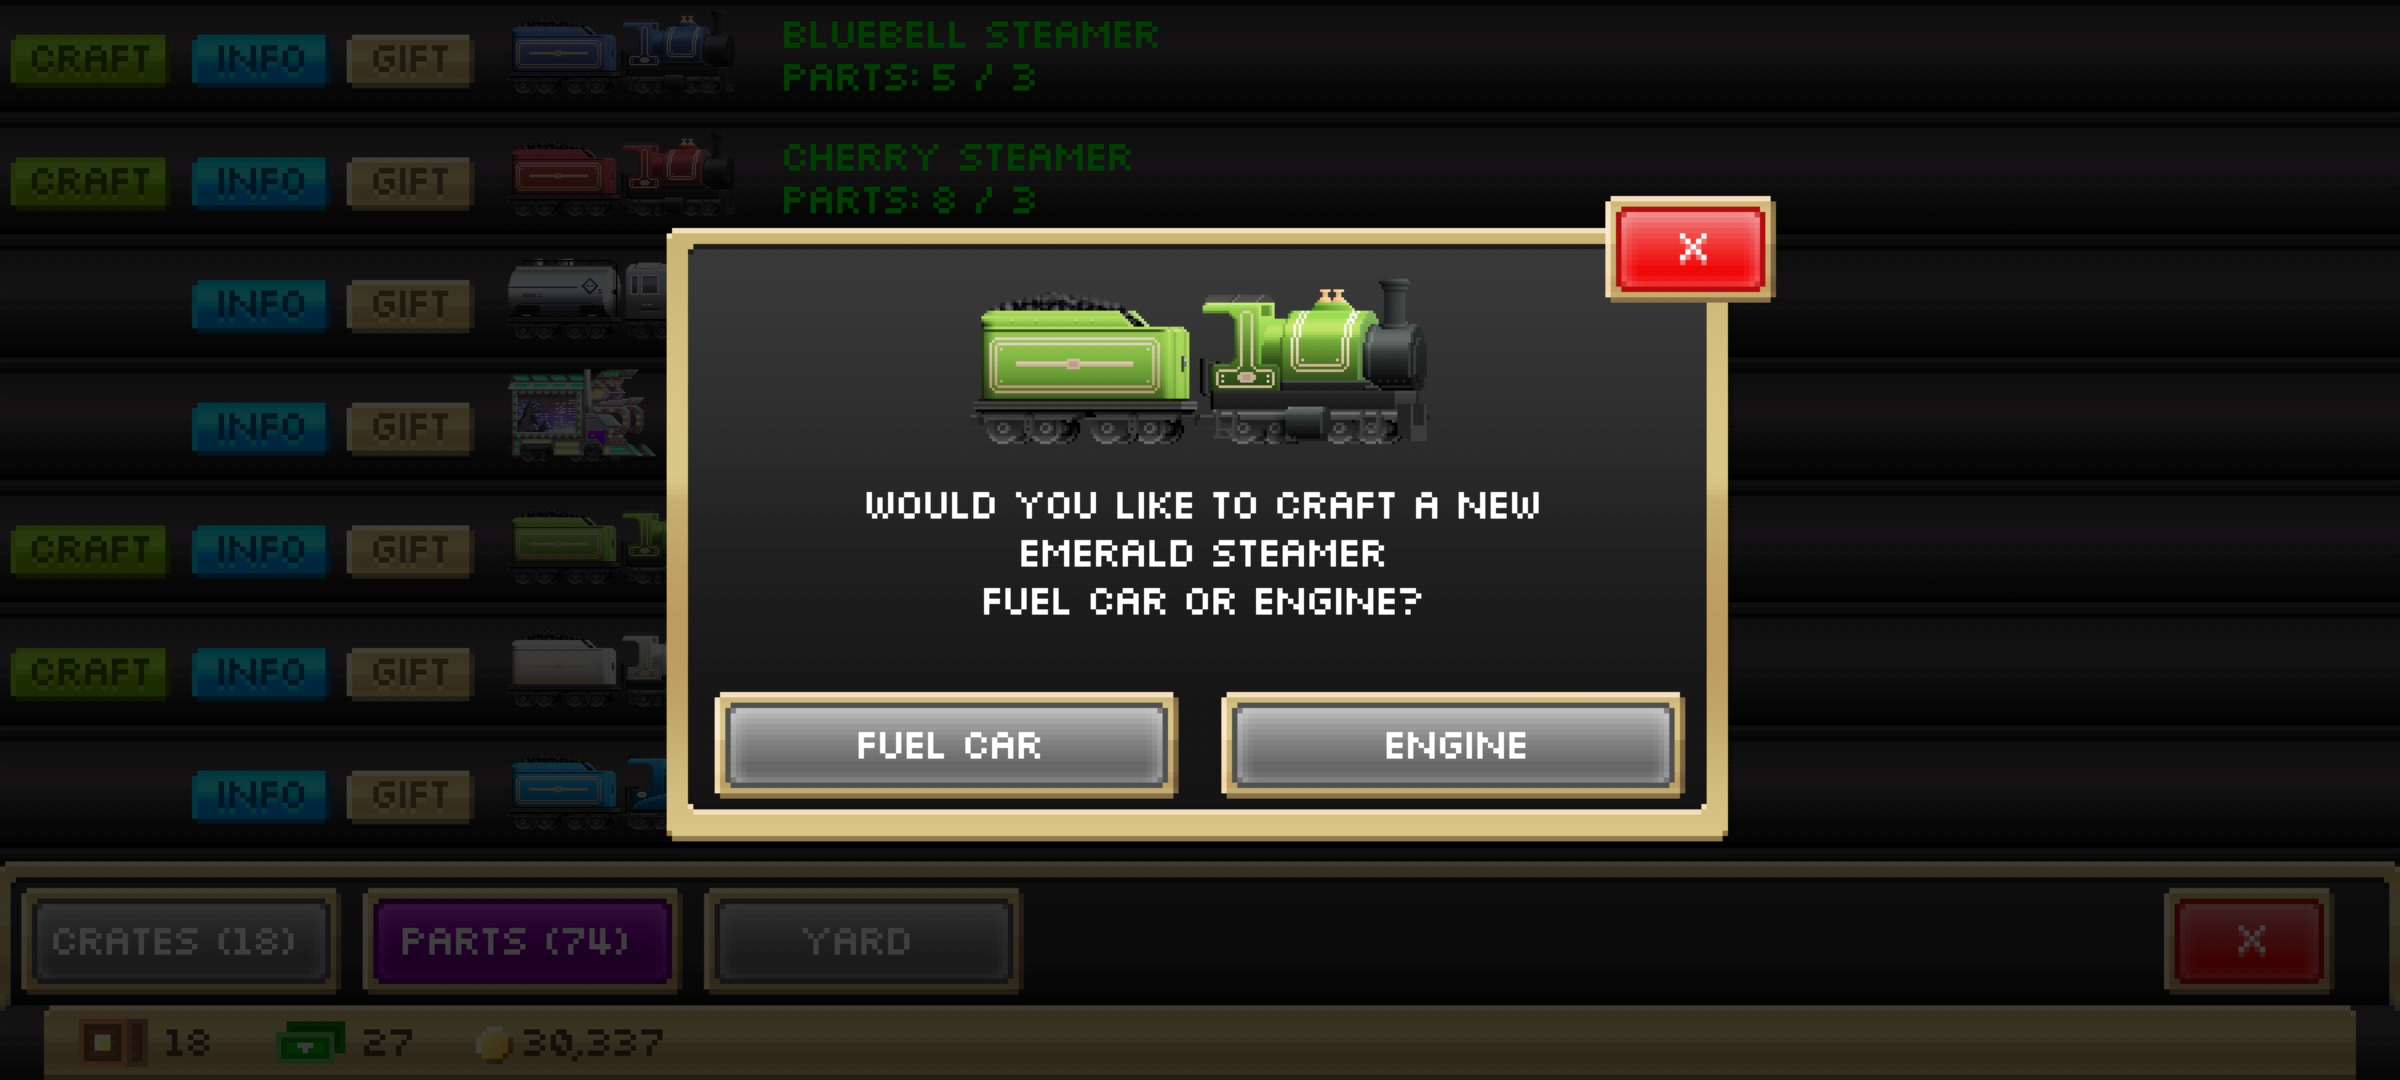 CRAFT INFO GIFT BLUEBELL STEAMER
PARTS: 5 / 3
CRAFT INFO GIFT CHERRY STEAMER
PARTS: 8 / 3
X
INFO GIFT
INFO GIFT
WOULD YOU LIKE TO CRAFT A NEW
EMERALD STEAMER
FUEL CAR OR ENGINE?
CRAFT INFO GIFT
CRAFT INFO GIFT
FUEL CAR ENGINE
INFO GIFT
CRATES (18) PARTS (74) YARD X
18 27 30,337